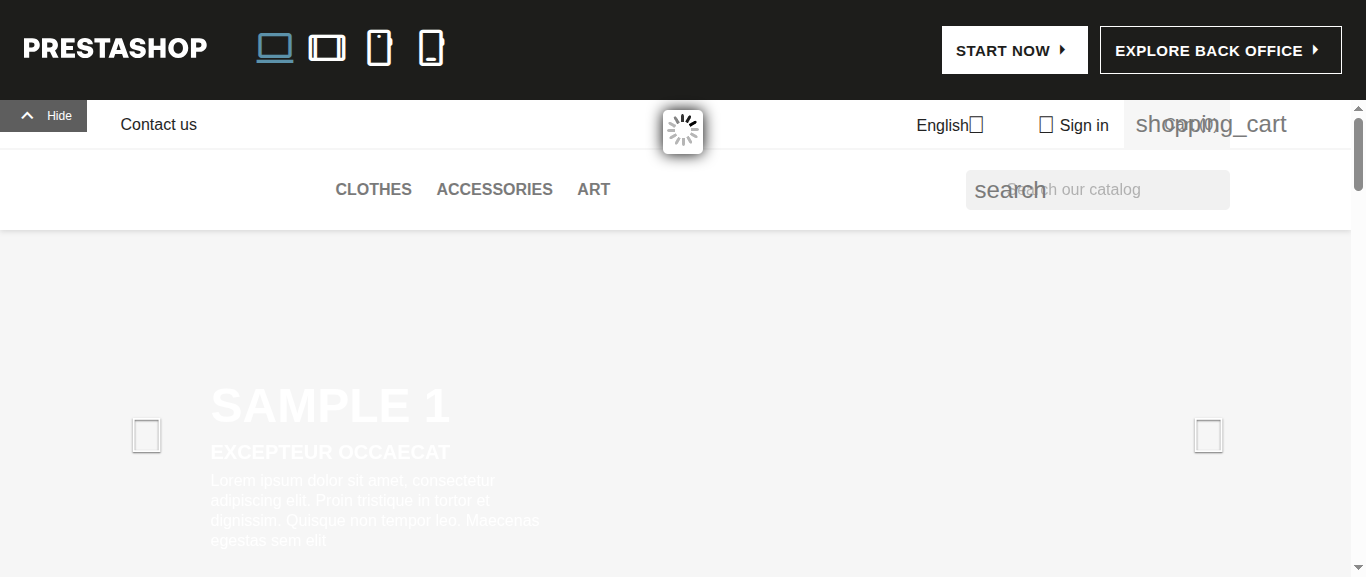 PRESTASHOP
START NOW
EXPLORE BACK OFFICE
Hide
Contact us
English
Sign in
shopping_cart
Cart (0)
CLOTHES
ACCESSORIES
ART
search
Search our catalog
SAMPLE 1
EXCEPTEUR OCCAECAT
Lorem ipsum dolor sit amet, consectetur
adipiscing elit. Proin tristique in tortor et
dignissim. Quisque non tempor leo. Maecenas
egestas sem elit